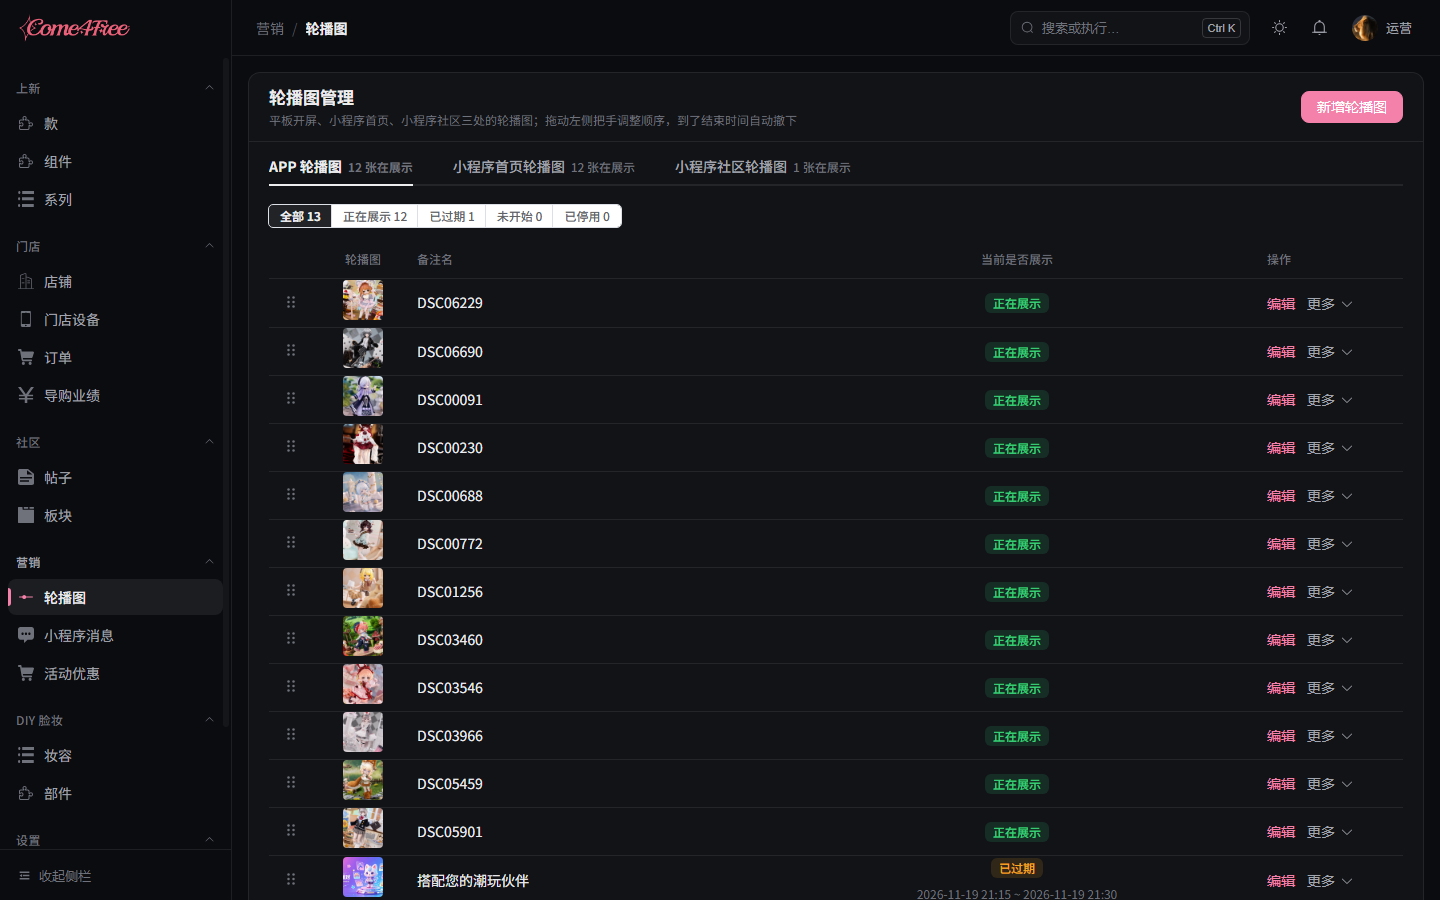 Come4Free
营销 / 轮播图
搜索或执行...
Ctrl K
运营
上新
款
组件
系列
门店
店铺
门店设备
订单
导购业绩
社区
帖子
板块
营销
轮播图
小程序消息
活动优惠
DIY 脸妆
妆容
部件
设置
收起侧栏
轮播图管理
平板开屏、小程序首页、小程序社区三处的轮播图；拖动左侧把手调整顺序，到了结束时间自动撤下
新增轮播图
APP 轮播图 12 张在展示
小程序首页轮播图 12 张在展示
小程序社区轮播图 1 张在展示
全部 13
正在展示 12
已过期 1
未开始 0
已停用 0
轮播图 备注名 当前是否展示 操作
DSC06229 正在展示 编辑 更多
DSC06690 正在展示 编辑 更多
DSC00091 正在展示 编辑 更多
DSC00230 正在展示 编辑 更多
DSC00688 正在展示 编辑 更多
DSC00772 正在展示 编辑 更多
DSC01256 正在展示 编辑 更多
DSC03460 正在展示 编辑 更多
DSC03546 正在展示 编辑 更多
DSC03966 正在展示 编辑 更多
DSC05459 正在展示 编辑 更多
DSC05901 正在展示 编辑 更多
搭配您的潮玩伙伴 已过期 编辑 更多
2026-11-19 21:15 ~ 2026-11-19 21:30